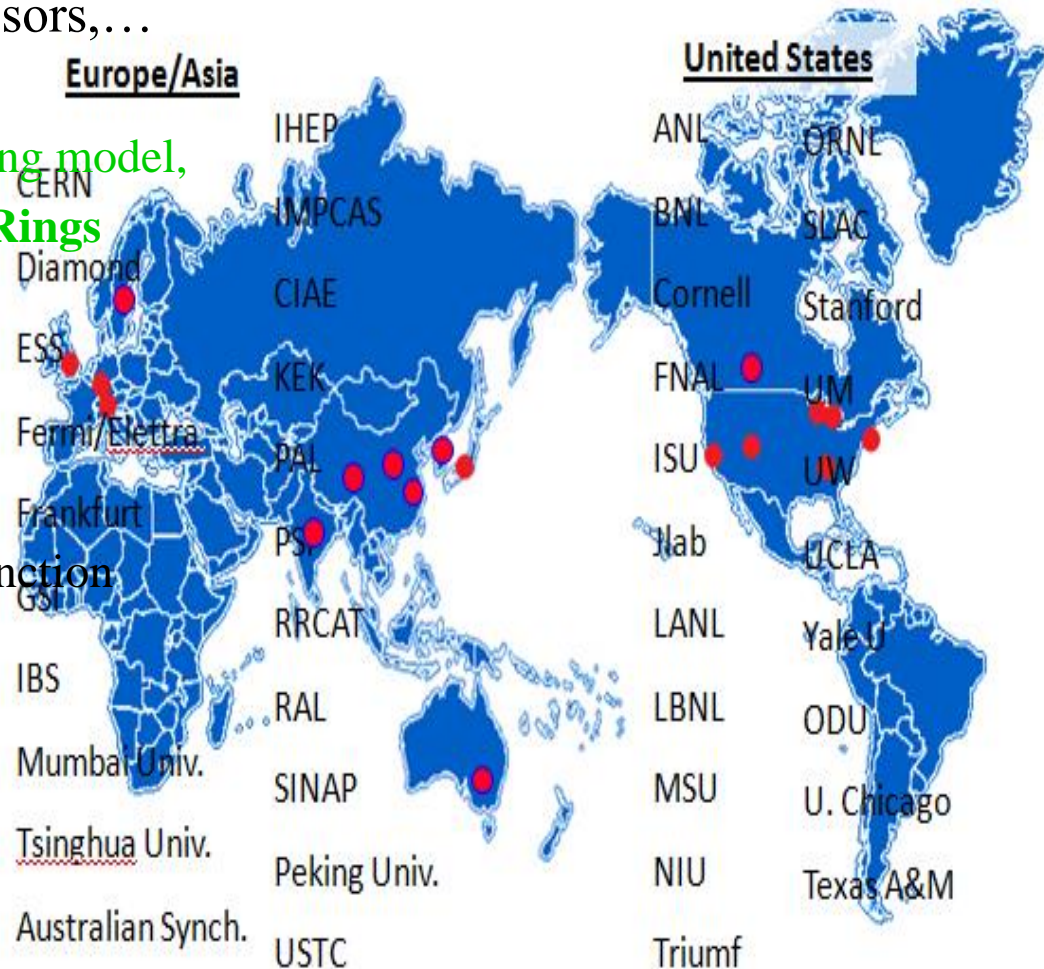 sors,…
Europe/Asia
United States
ng model,
Rings
nction
CERN
Diamond
ESS
Fermi/Elettra
Frankfurt
GSI
IBS
Mumbai Univ.
Tsinghua Univ.
Australian Synch.
IHEP
IMPCAS
CIAE
KEK
PAL
PSI
RRCAT
RAL
SINAP
Peking Univ.
USTC
ANL
BNL
Cornell
FNAL
ISU
Jlab
LANL
LBNL
MSU
NIU
Triumf
ORNL
SLAC
Stanford
UM
UW
UCLA
Yale U
ODU
U. Chicago
Texas A&M